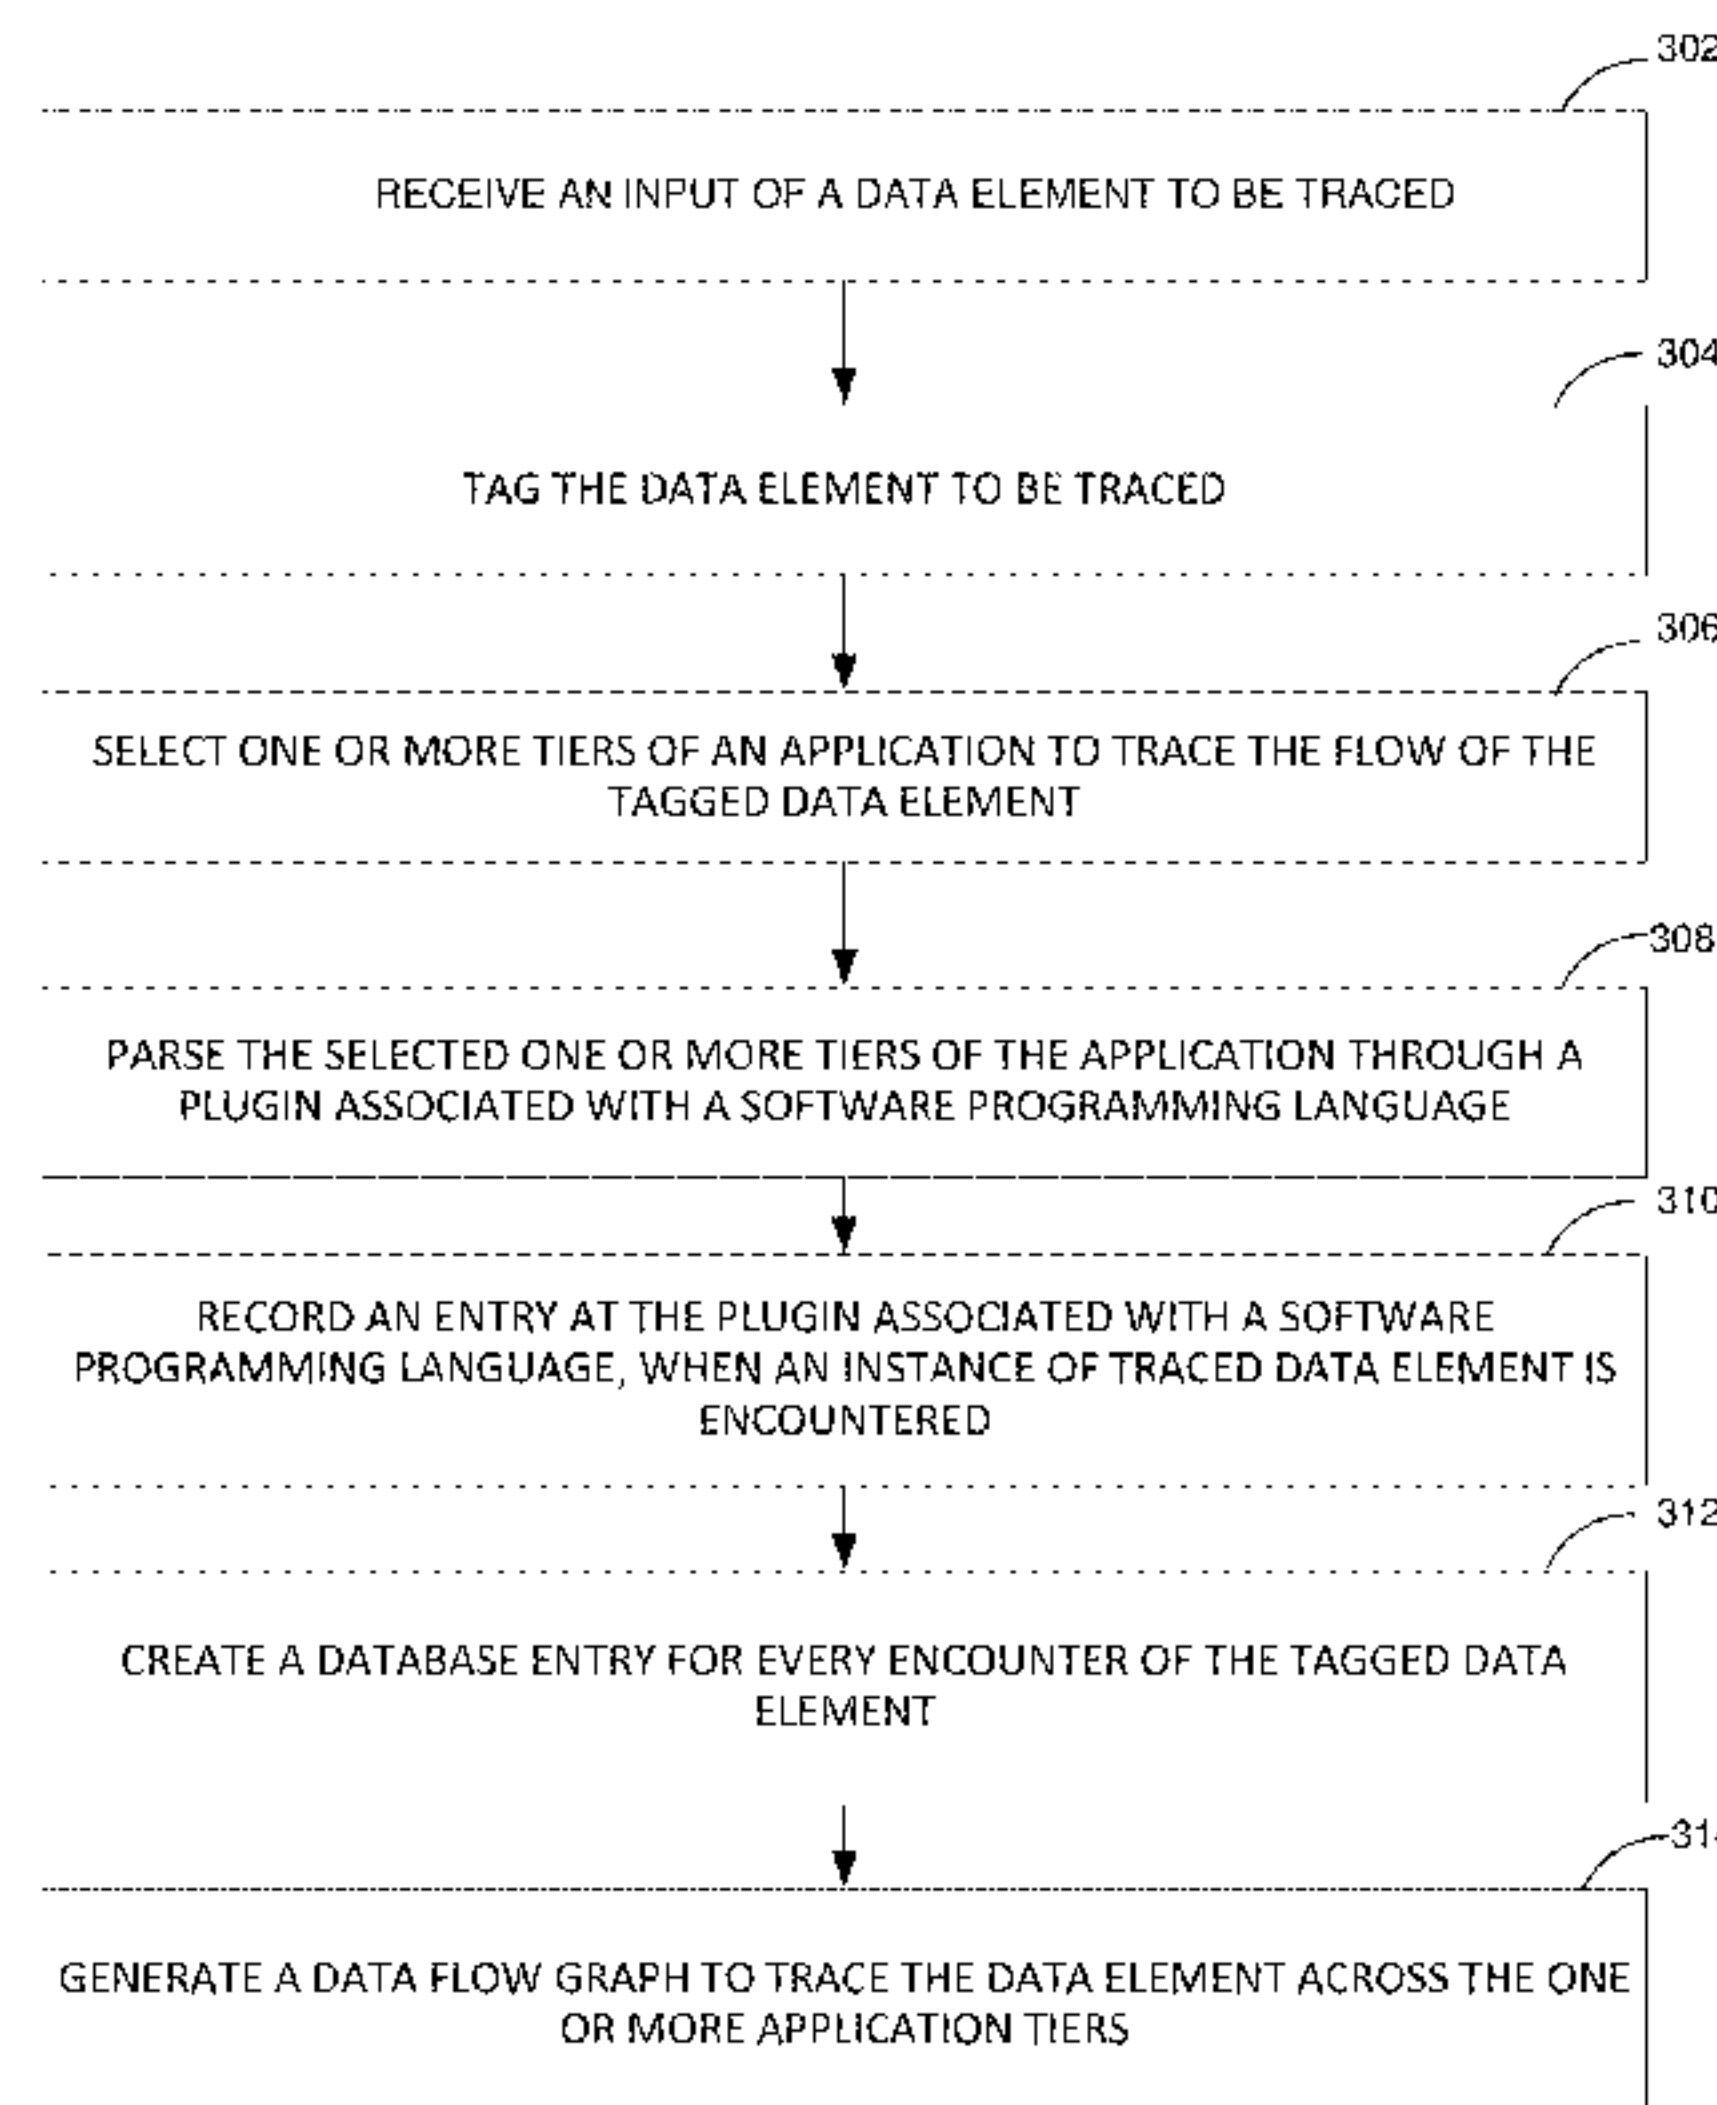 302
RECEIVE AN INPUT OF A DATA ELEMENT TO BE TRACED
304
TAG THE DATA ELEMENT TO BE TRACED
306
SELECT ONE OR MORE TIERS OF AN APPLICATION TO TRACE THE FLOW OF THE
TAGGED DATA ELEMENT
308
PARSE THE SELECTED ONE OR MORE TIERS OF THE APPLICATION THROUGH A
PLUGIN ASSOCIATED WITH A SOFTWARE PROGRAMMING LANGUAGE
310
RECORD AN ENTRY AT THE PLUGIN ASSOCIATED WITH A SOFTWARE
PROGRAMMING LANGUAGE, WHEN AN INSTANCE OF TRACED DATA ELEMENT IS
ENCOUNTERED
312
CREATE A DATABASE ENTRY FOR EVERY ENCOUNTER OF THE TAGGED DATA
ELEMENT
GENERATE A DATA FLOW GRAPH TO TRACE THE DATA ELEMENT ACROSS THE ONE
OR MORE APPLICATION TIERS